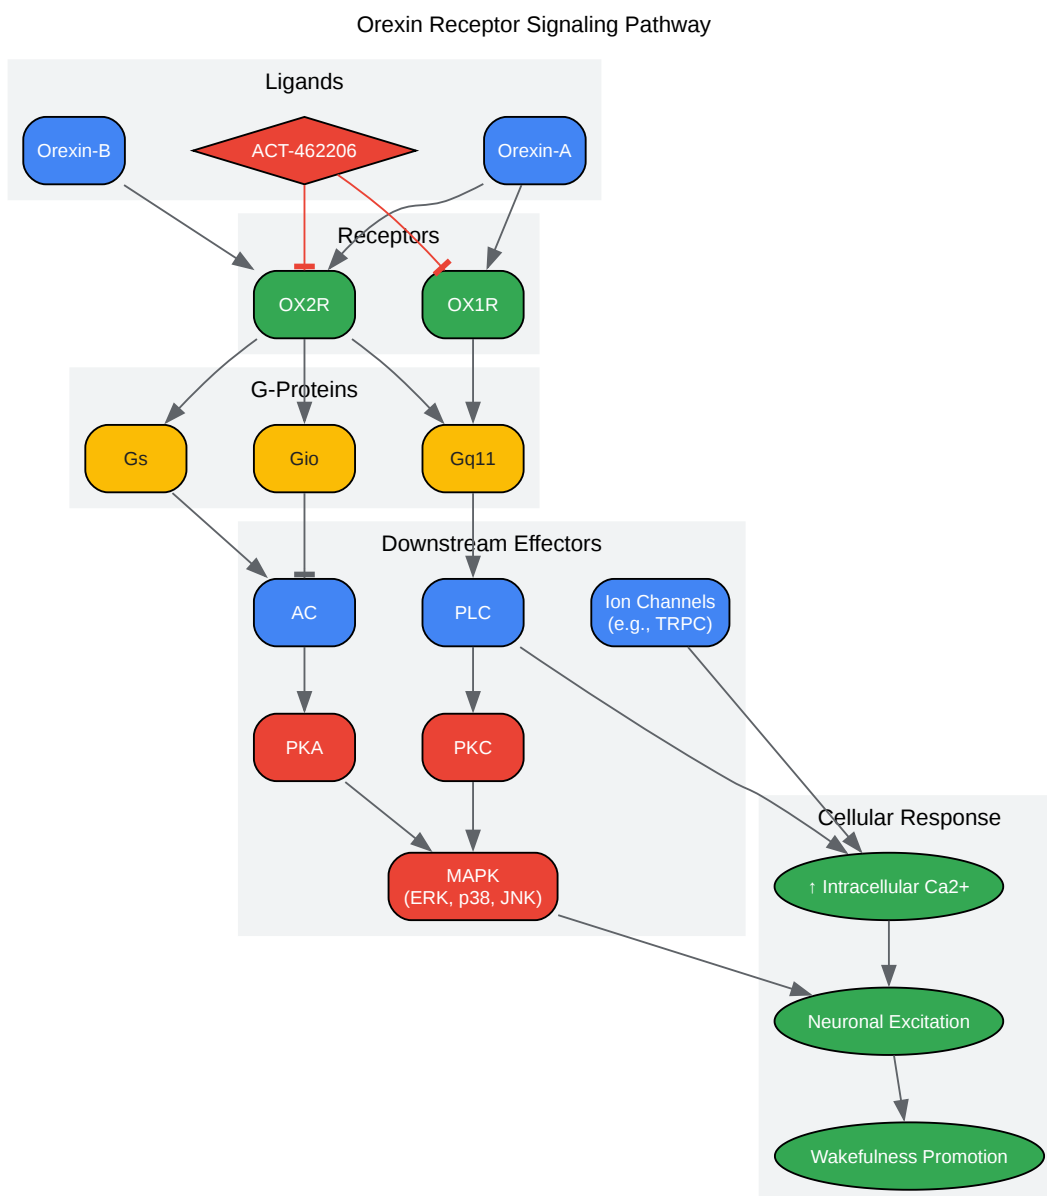 Orexin Receptor Signaling Pathway
Ligands
Orexin-B
ACT-462206
Orexin-A
Receptors
OX2R
OX1R
G-Proteins
Gs
Gio
Gq11
Downstream Effectors
AC
PLC
Ion Channels
(e.g., TRPC)
PKA
PKC
MAPK
(ERK, p38, JNK)
Cellular Response
↑ Intracellular Ca2+
Neuronal Excitation
Wakefulness Promotion